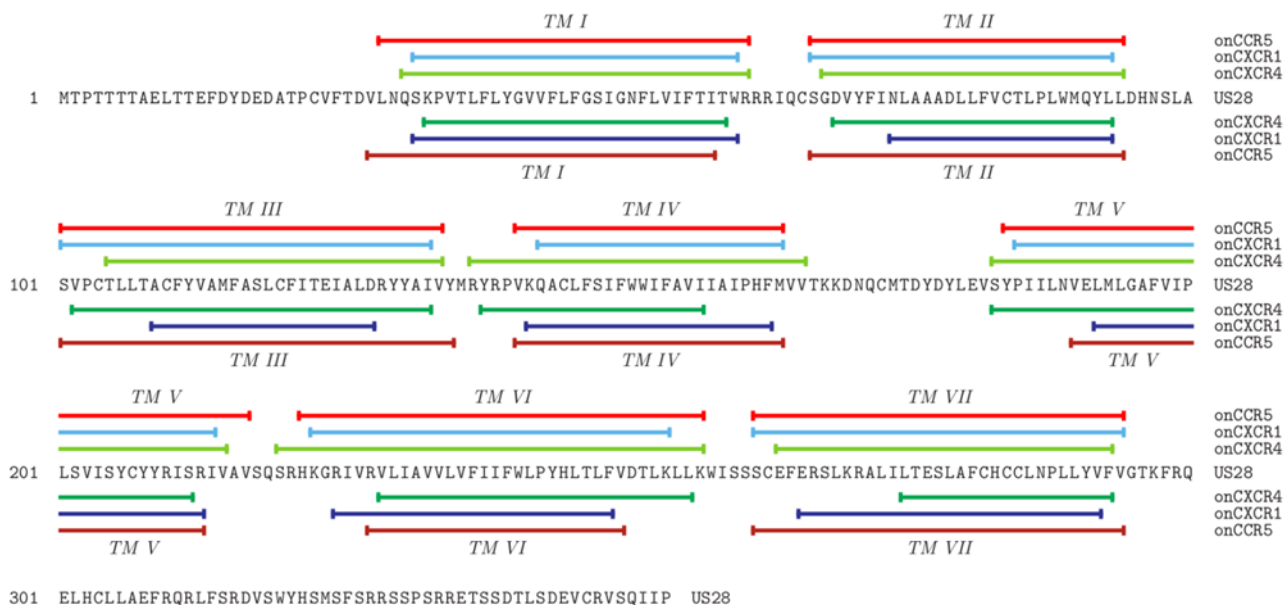 TM I TM II
onCCR5
onCXCR1
onCXCR4
1 MTPTTTTAELTTEFDYDEDATPCVFTDVLNQSKPVTLFLYGVVFLFGSIGNFLVIFTITWRRRIQCSGDVYFINLAAADLLFVCTLPLWMQYLLDHNSLA US28
onCXCR4
onCXCR1
onCCR5
TM I TM II
TM III TM IV TM V
onCCR5
onCXCR1
onCXCR4
101 SVPCTLLTACFYVAMFASLCFITEIALDRYYAIVYMRYRPVKQACLFSIFWWIFAVIIAIPHFMVVTKKDNQCMTDYDYLEVSYPIILNVELMLGAFVIP US28
onCXCR4
onCXCR1
onCCR5
TM III TM IV TM V
TM V TM VI TM VII
onCCR5
onCXCR1
onCXCR4
201 LSVISYCYYRISRIVAVSQSRHKGRIVRVLIAVVLVFIIFWLPYHLTLFVDTLKLLKWISSSCEFERSLKRALILTESLAFCHCCLNPLLYVFVGTKFRQ US28
onCXCR4
onCXCR1
onCCR5
TM V TM VI TM VII
301 ELHCLLAEFRQRLFSRDVSWYHSMSFSRRSSPSRRETSSDTLSDEVCRVSQIIP US28